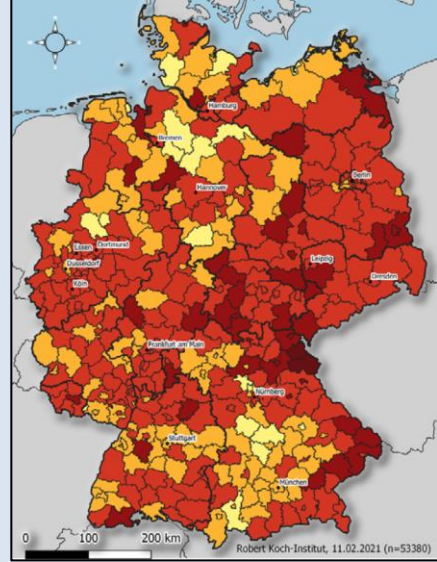 Hamburg
Bremen
Berlin
Hannover
Essen
Dortmund
Düsseldorf
Köln
Leipzig
Dresden
Frankfurt am Main
Nürnberg
Stuttgart
München
0 100 200 km
Robert Koch-Institut, 11.02.2021 (n=53380)